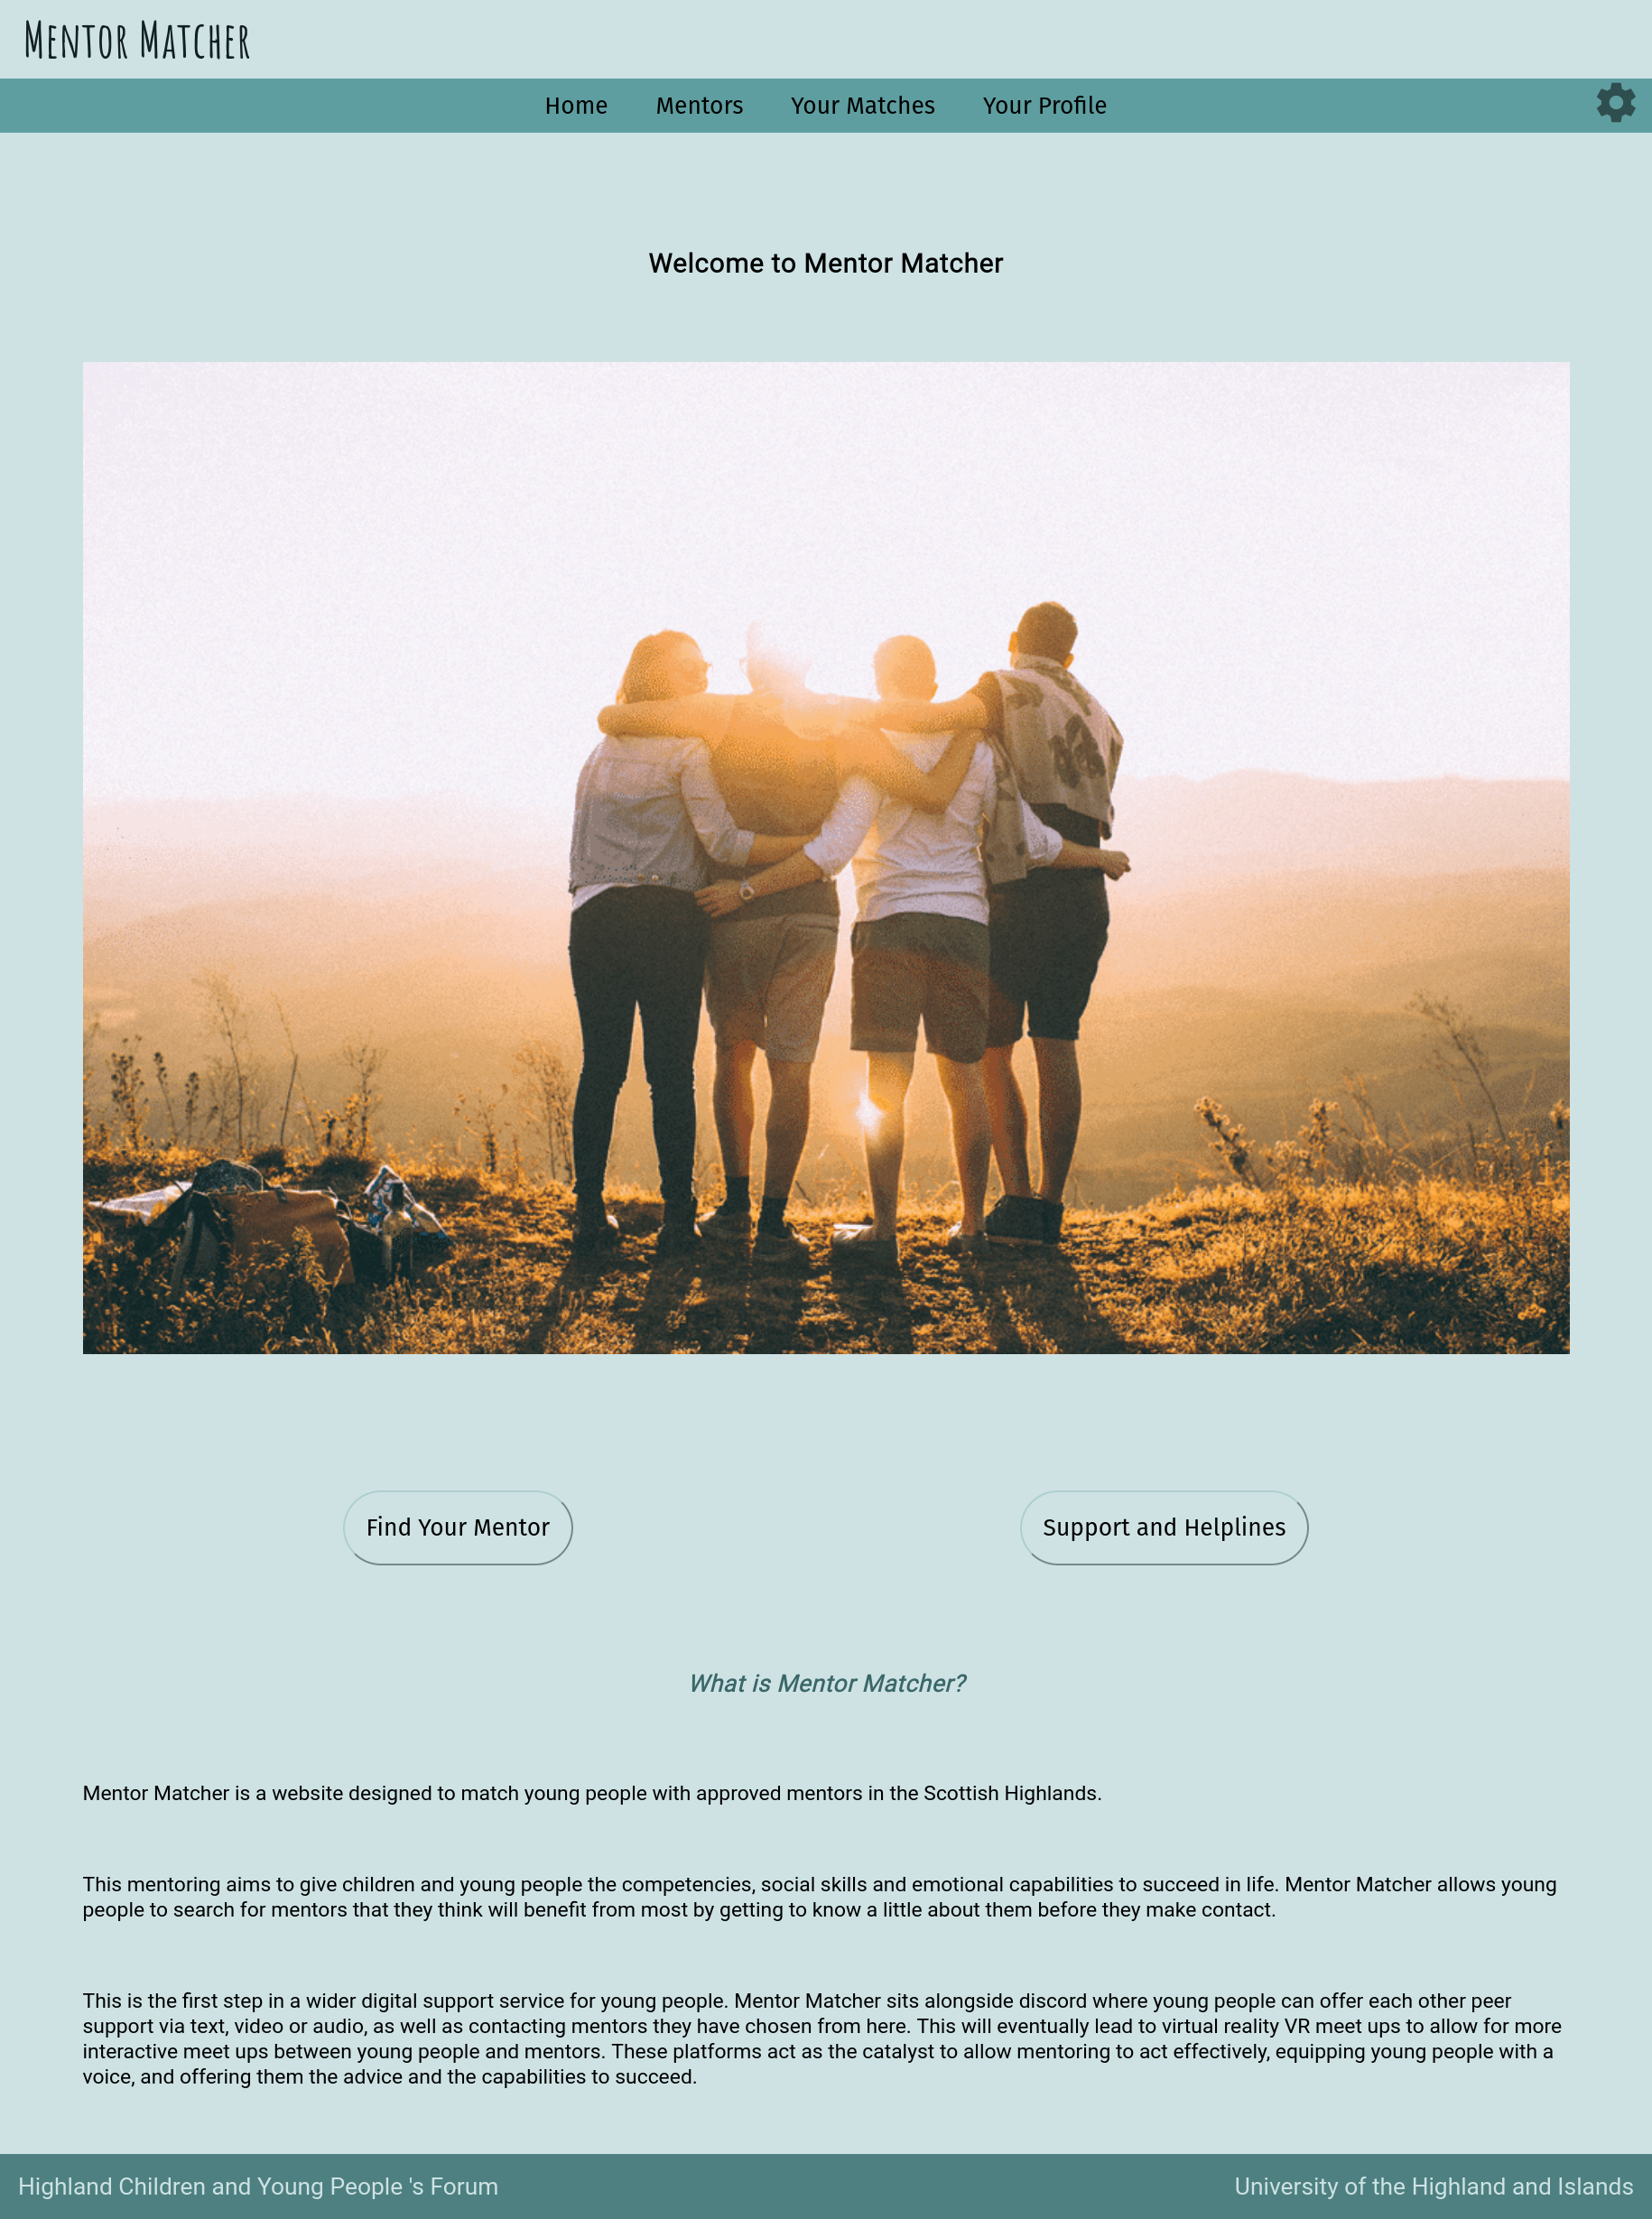 Mentor Matcher
Home Mentors Your Matches Your Profile
Welcome to Mentor Matcher
Find Your Mentor Support and Helplines
What is Mentor Matcher?
Mentor Matcher is a website designed to match young people with approved mentors in the Scottish Highlands.
This mentoring aims to give children and young people the competencies, social skills and emotional capabilities to succeed in life. Mentor Matcher allows young
people to search for mentors that they think will benefit from most by getting to know a little about them before they make contact.
This is the first step in a wider digital support service for young people. Mentor Matcher sits alongside discord where young people can offer each other peer
support via text, video or audio, as well as contacting mentors they have chosen from here. This will eventually lead to virtual reality VR meet ups to allow for more
interactive meet ups between young people and mentors. These platforms act as the catalyst to allow mentoring to act effectively, equipping young people with a
voice, and offering them the advice and the capabilities to succeed.
Highland Children and Young People 's Forum University of the Highland and Islands